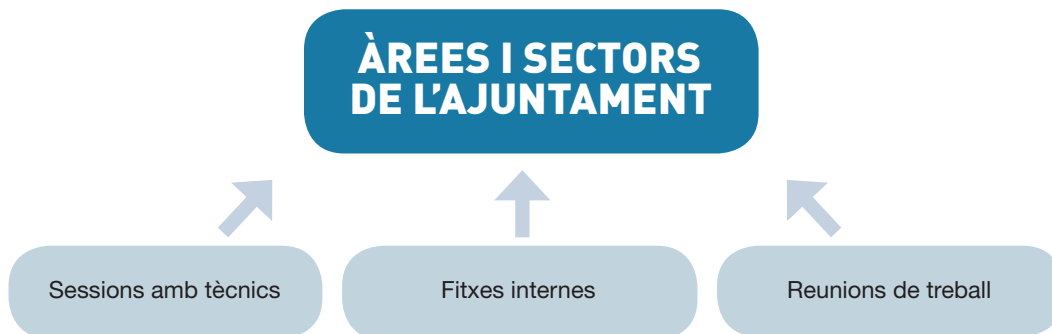 ÀREES I SECTORS
DE L'AJUNTAMENT
Sessions amb tècnics
Fitxes internes
Reunions de treball